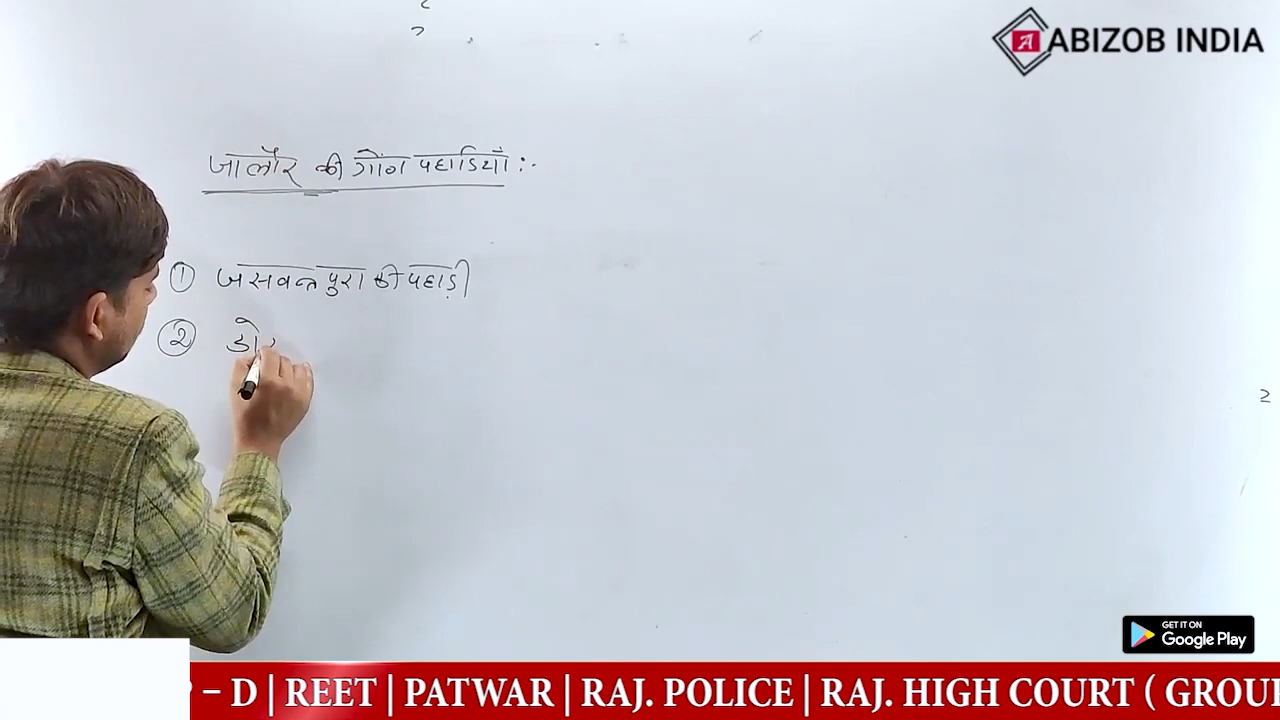 ABIZOB INDIA
जालौर की गौंण पहाडियाँ :-
① जसवन्तपुरा की पहाड़ी
② डो
GET IT ON
Google Play
– D | REET | PATWAR | RAJ. POLICE | RAJ. HIGH COURT ( GROU